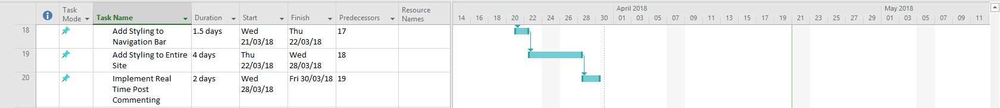 Task
Mode
Task Name
Duration
Start
Finish
Predecessors
Resource
Names
April 2018
May 2018
14 16 18 20 22 24 26 28 30 01 03 05 07 09 11 13 15 17 19 21 23 25 27 29 01 03 05 07 09 11
18
Add Styling to
Navigation Bar
1.5 days
Wed
21/03/18
Thu
22/03/18
17
19
Add Styling to Entire
Site
4 days
Thu
22/03/18
Wed
28/03/18
18
20
Implement Real
Time Post
Commenting
2 days
Wed
28/03/18
Fri 30/03/18
19